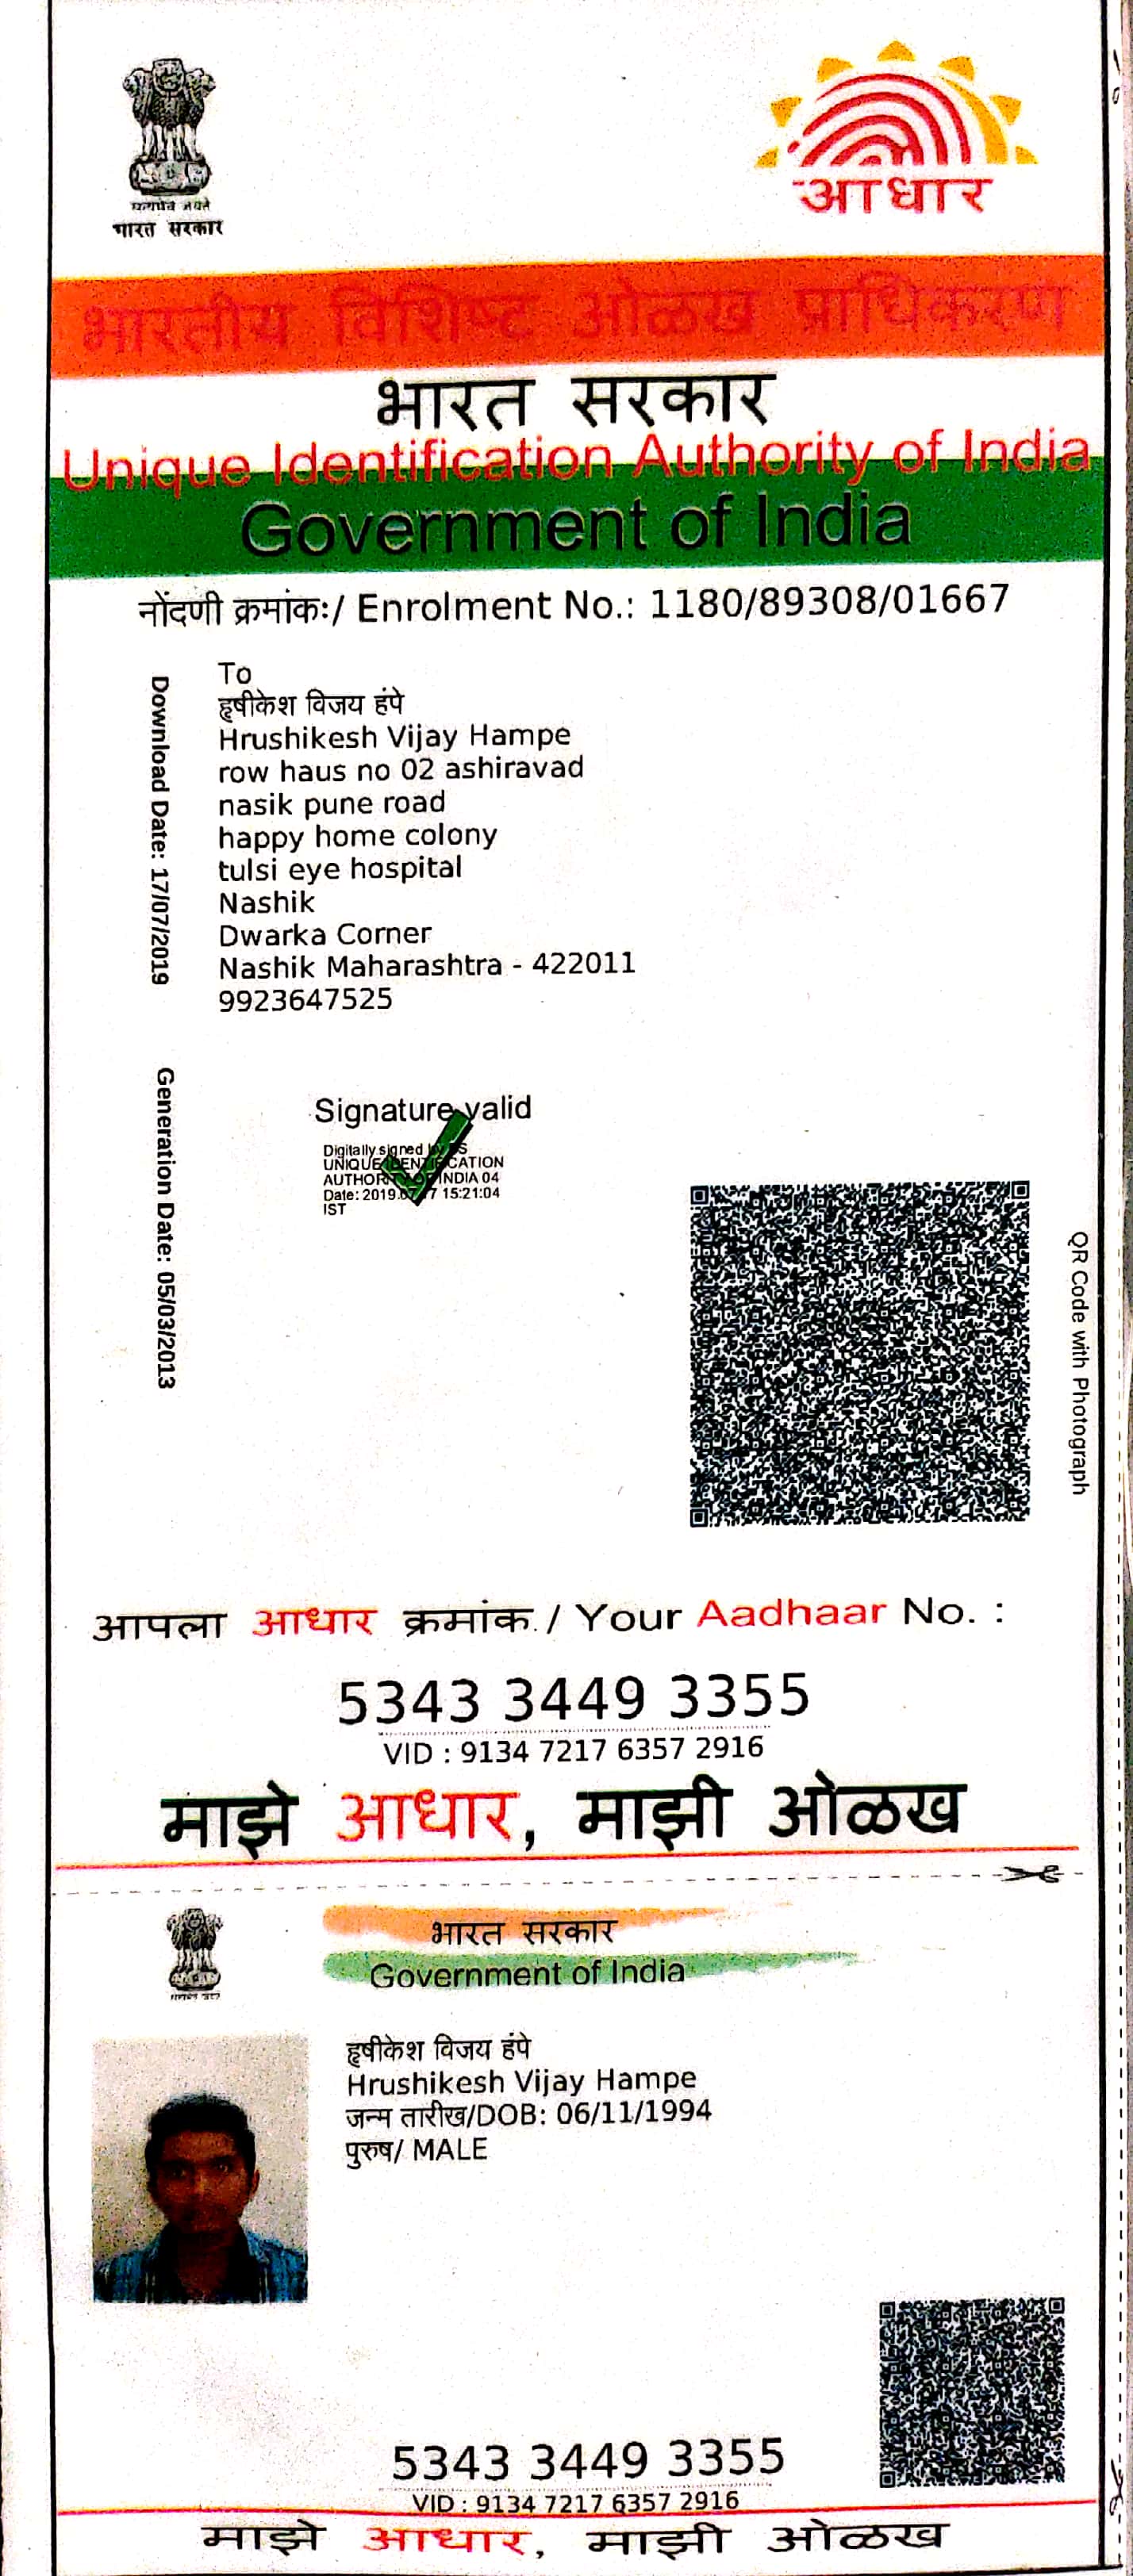 सत्यमेव जयते
भारत सरकार
आधार
भारतीय विशिष्ट ओळख प्राधिकरण
भारत सरकार
Unique Identification Authority of India
Government of India
नोंदणी क्रमांकः/ Enrolment No.: 1180/89308/01667
Download Date: 17/07/2019
To
हृषीकेश विजय हंपे
Hrushikesh Vijay Hampe
row haus no 02 ashiravad
nasik pune road
happy home colony
tulsi eye hospital
Nashik
Dwarka Corner
Nashik Maharashtra - 422011
9923647525
Generation Date: 05/03/2013
Signature valid
Digitally signed by DS
UNIQUE IDENTIFICATION
AUTHORITY OF INDIA 04
Date: 2019.07.17 15:21:04
IST
QR Code with Photograph
आपला आधार क्रमांक / Your Aadhaar No. :
5343 3449 3355
VID : 9134 7217 6357 2916
माझे आधार, माझी ओळख
भारत सरकार
Government of India
सत्यमेव जयते
हृषीकेश विजय हंपे
Hrushikesh Vijay Hampe
जन्म तारीख/DOB: 06/11/1994
पुरुष/ MALE
5343 3449 3355
VID : 9134 7217 6357 2916
माझे आधार, माझी ओळख